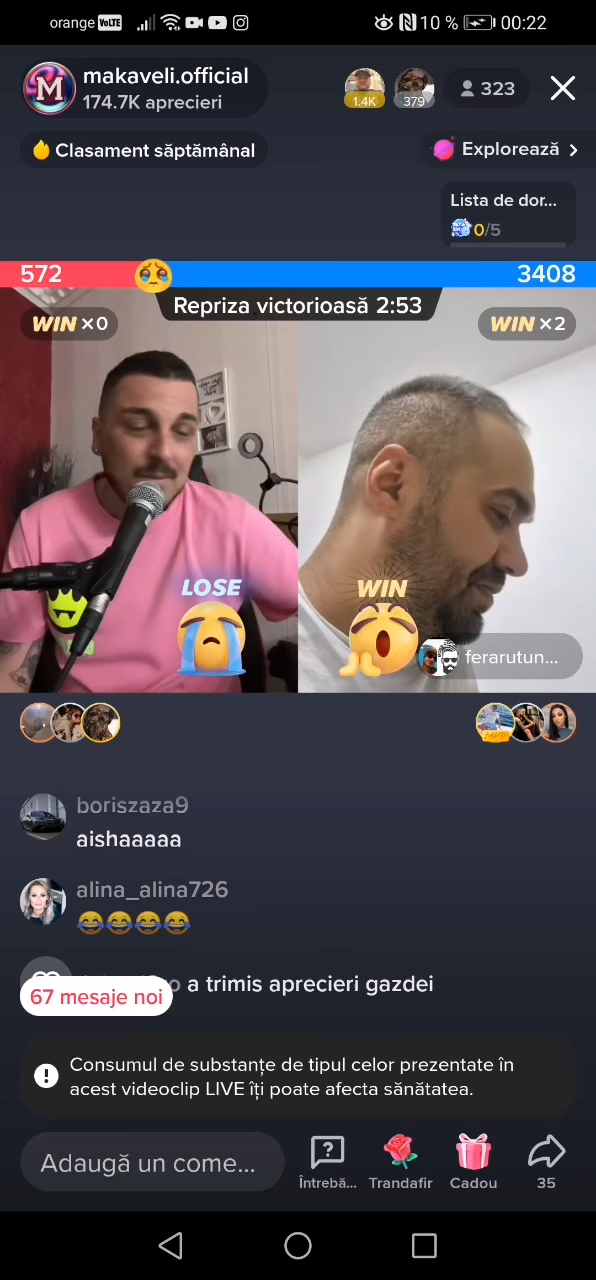 orange VoLTE
10 % 00:22
makaveli.official
174.7K aprecieri
1.4K
379
323
Clasament săptămânal
Explorează
Lista de dor...
0/5
572
3408
Repriza victorioasă 2:53
WIN ×0
WIN ×2
LOSE
WIN
ferarutun...
boriszaza9
aishaaaaa
alina_alina726
a trimis aprecieri gazdei
67 mesaje noi
Consumul de substanțe de tipul celor prezentate în
acest videoclip LIVE îți poate afecta sănătatea.
Adaugă un come...
Întrebă...
Trandafir
Cadou
35